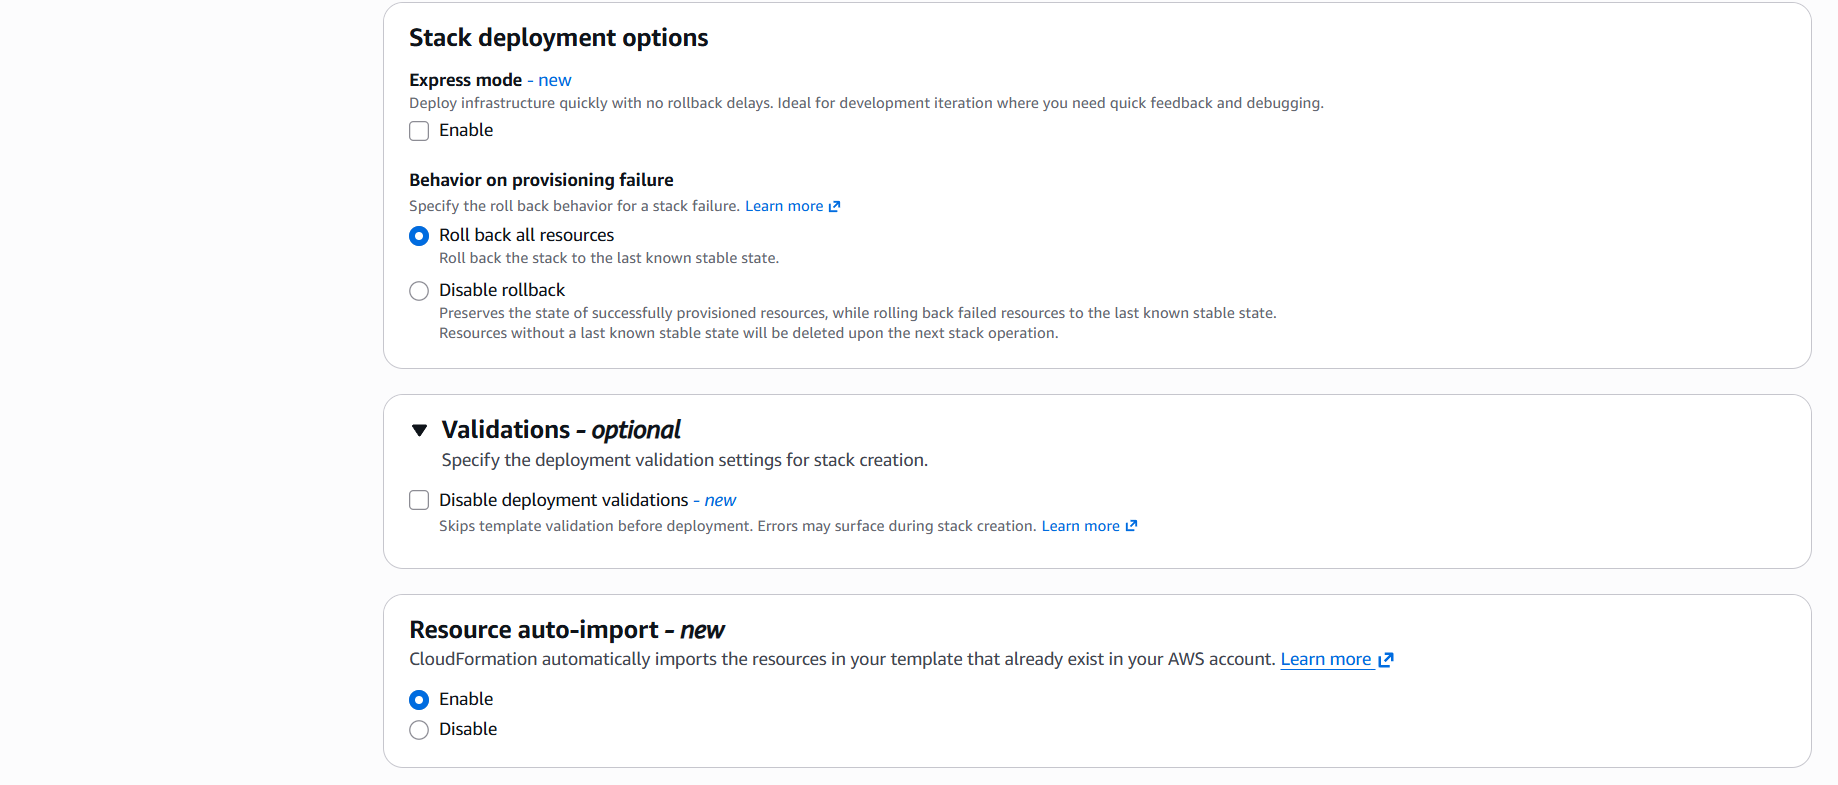 Stack deployment options
Express mode - new
Deploy infrastructure quickly with no rollback delays. Ideal for development iteration where you need quick feedback and debugging.
Enable
Behavior on provisioning failure
Specify the roll back behavior for a stack failure. Learn more
Roll back all resources
Roll back the stack to the last known stable state.
Disable rollback
Preserves the state of successfully provisioned resources, while rolling back failed resources to the last known stable state.
Resources without a last known stable state will be deleted upon the next stack operation.
Validations - optional
Specify the deployment validation settings for stack creation.
Disable deployment validations - new
Skips template validation before deployment. Errors may surface during stack creation. Learn more
Resource auto-import - new
CloudFormation automatically imports the resources in your template that already exist in your AWS account. Learn more
Enable
Disable